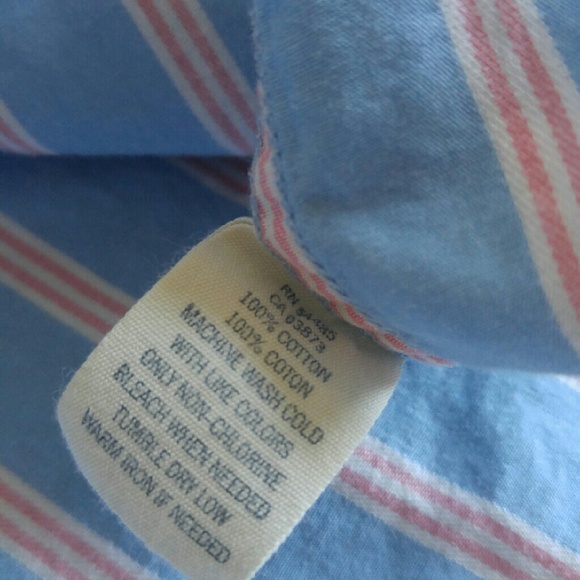 RN 54485
CA 03873
100% COTTON
100% COTON
MACHINE WASH COLD
WITH LIKE COLORS
ONLY NON-CHLORINE
BLEACH WHEN NEEDED
TUMBLE DRY LOW
WARM IRON IF NEEDED